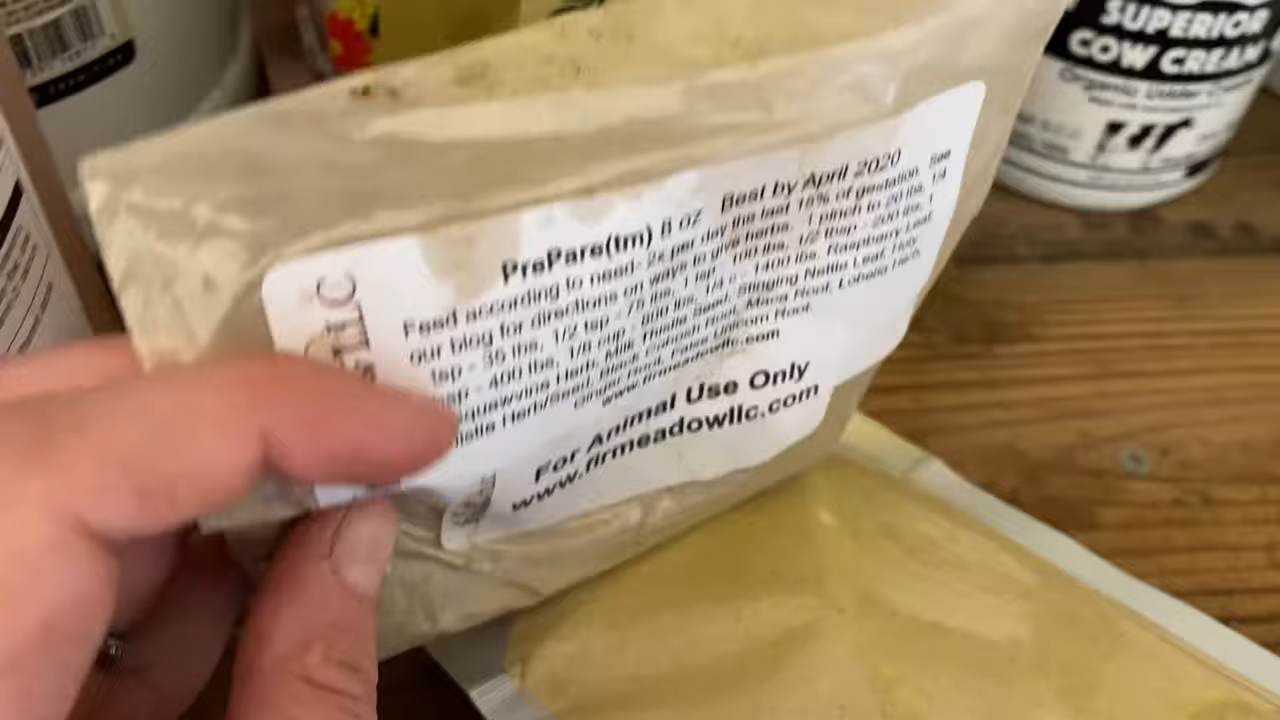 SUPERIOR
COW CREAM
Organic Udder
LLC
PrePare(tm) 8 oz Best by April 2020
Feed according to need- 2x per day the last 18% of gestation. See
our blog for directions on ways to give herbs. 1 pinch to 20 lbs, 1/4
tsp - 35 lbs, 1/2 tsp - 75 lbs, 1 tsp - 100 lbs, 1/2 tbsp - 200 lbs, 1
- 400 lbs, 1/8 cup - 800 lbs, 1/4 - 1400 lbs. Raspberry Leaf,
Squawvine Herb, Milk Thistle Seed, Stinging Nettle Leaf, Holy
Thistle Herb/Seed, Black Cohosh Root, Maca Root, Lobelia Herb,
Ginger Root, False Unicorn Root.
www.firmeadowllc.com
For Animal Use Only
www.firmeadowllc.com